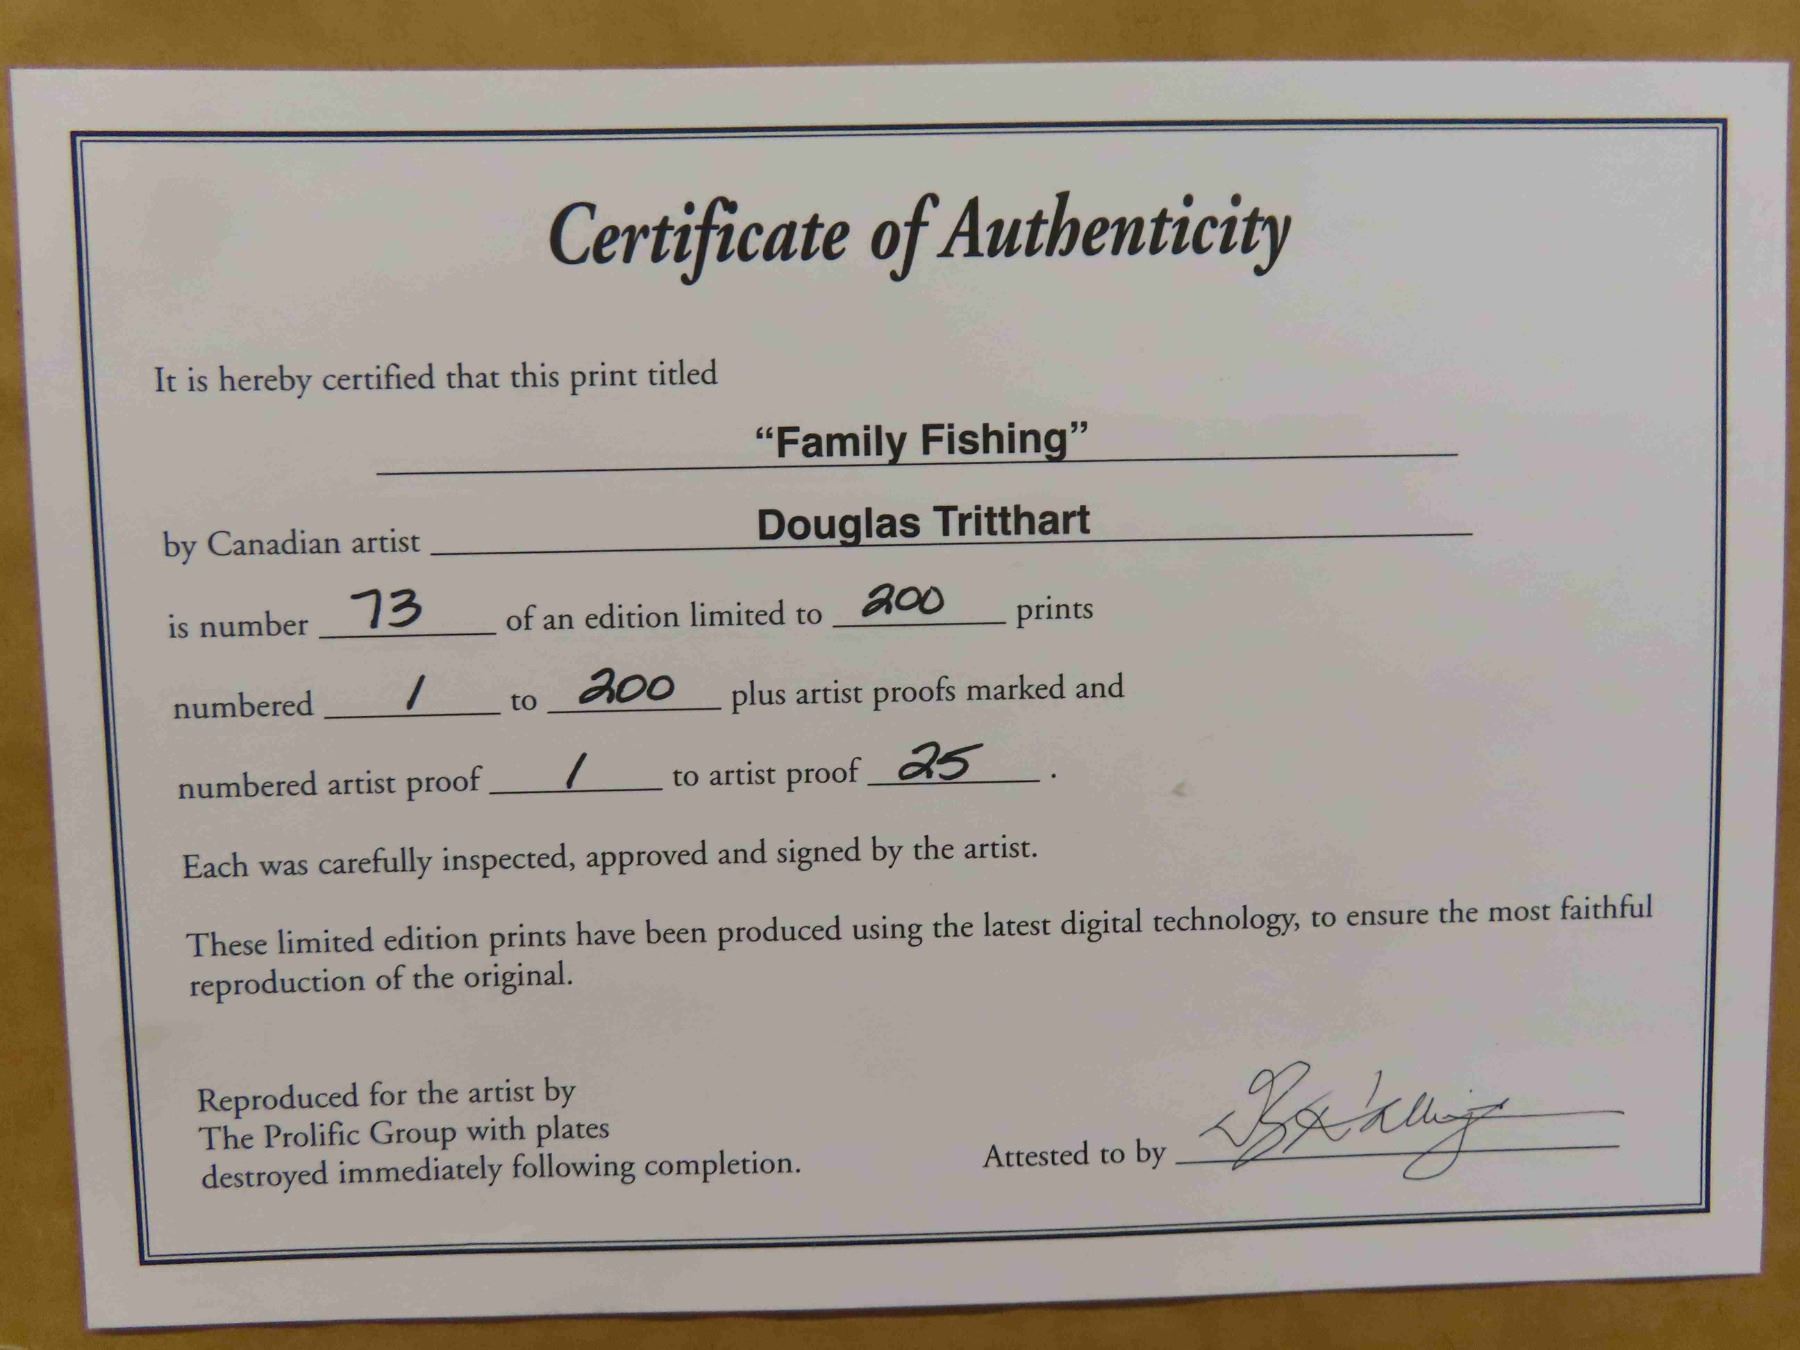 Certificate of Authenticity
It is hereby certified that this print titled
“Family Fishing”
by Canadian artist Douglas Tritthart
is number 73 of an edition limited to 200 prints
numbered 1 to 200 plus artist proofs marked and
numbered artist proof 1 to artist proof 25.
Each was carefully inspected, approved and signed by the artist.
These limited edition prints have been produced using the latest digital technology, to ensure the most faithful
reproduction of the original.
Reproduced for the artist by
The Prolific Group with plates
destroyed immediately following completion.
Attested to by